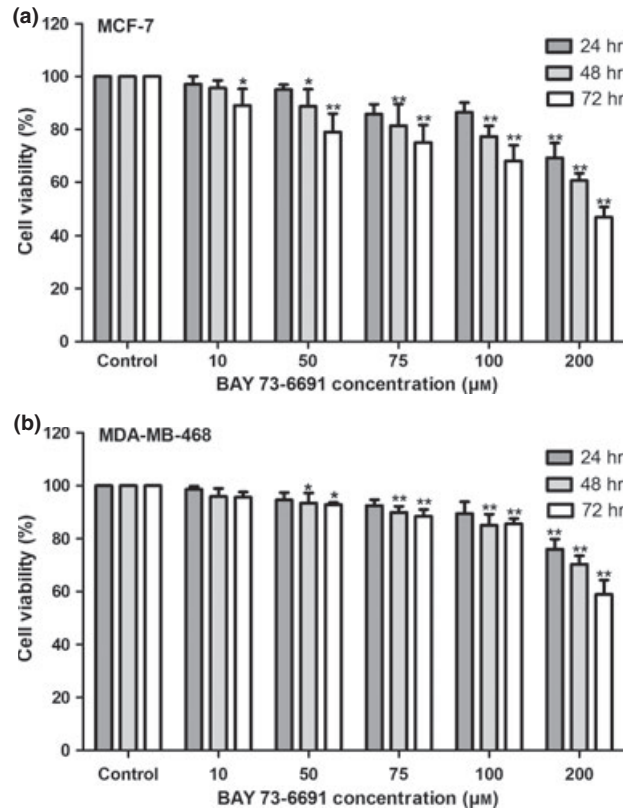 (a)
MCF-7
24 hr
48 hr
72 hr
Cell viability (%)
120
100
80
60
40
20
0
* * ** ** ** ** ** ** ** **
Control 10 50 75 100 200
BAY 73-6691 concentration (µM)
(b)
MDA-MB-468
24 hr
48 hr
72 hr
Cell viability (%)
120
100
80
60
40
20
0
* * ** ** ** ** ** ** **
Control 10 50 75 100 200
BAY 73-6691 concentration (µM)